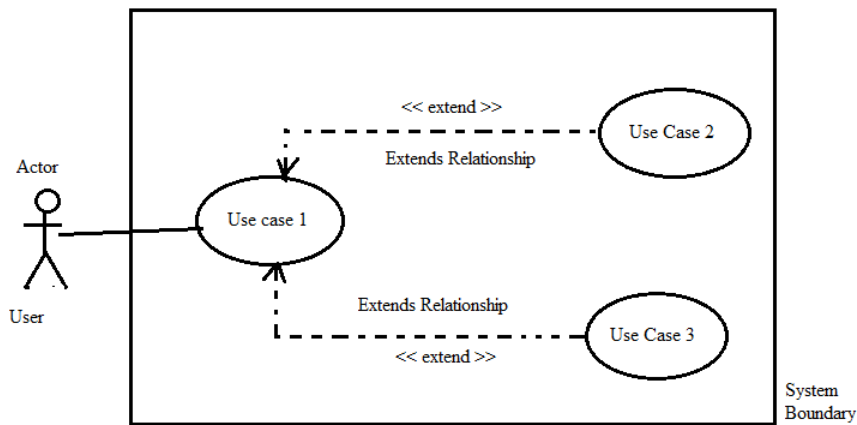 << extend >>
Use Case 2
Extends Relationship
Actor
Use case 1
Extends Relationship
User
Use Case 3
<< extend >>
System
Boundary